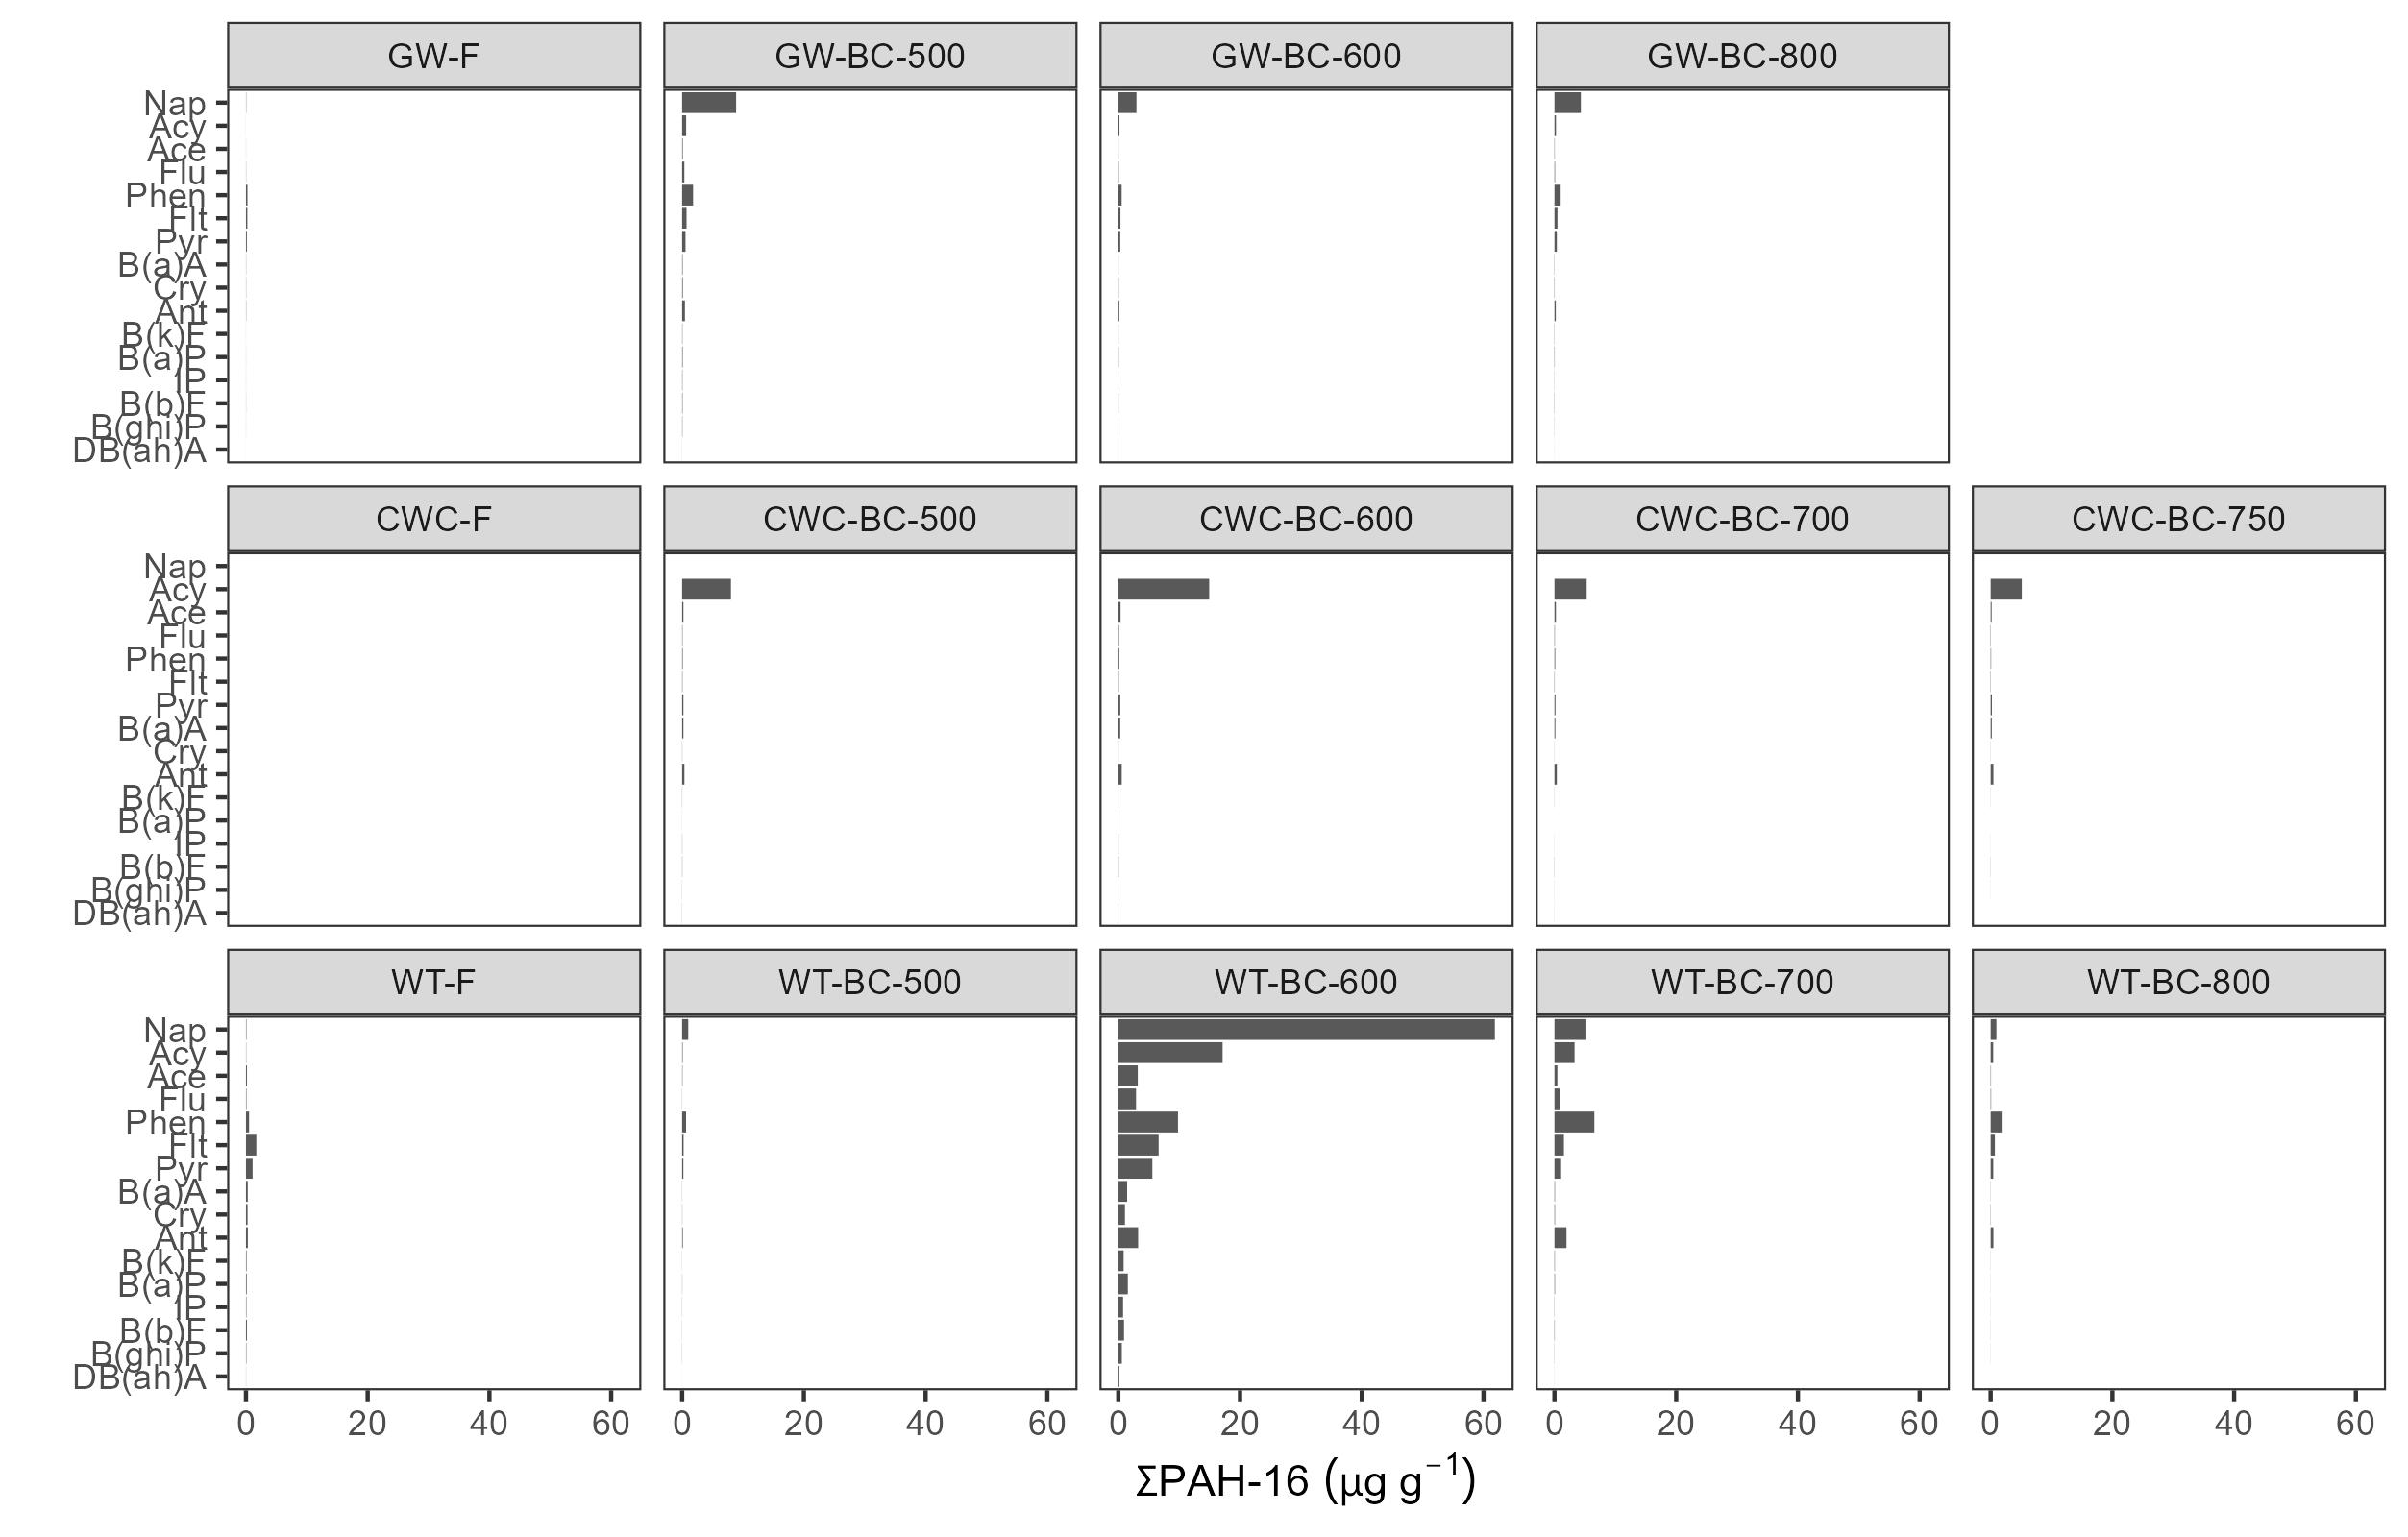 GW-F GW-BC-500 GW-BC-600 GW-BC-800
Nap
Acy
Ace
Flu
Phen
Flt
Pyr
B(a)A
Cry
Ant
B(k)F
B(a)P
IP
B(b)F
B(ghi)P
DB(ah)A
CWC-F CWC-BC-500 CWC-BC-600 CWC-BC-700 CWC-BC-750
Nap
Acy
Ace
Flu
Phen
Flt
Pyr
B(a)A
Cry
Ant
B(k)F
B(a)P
IP
B(b)F
B(ghi)P
DB(ah)A
WT-F WT-BC-500 WT-BC-600 WT-BC-700 WT-BC-800
Nap
Acy
Ace
Flu
Phen
Flt
Pyr
B(a)A
Cry
Ant
B(k)F
B(a)P
IP
B(b)F
B(ghi)P
DB(ah)A
0 20 40 60 0 20 40 60 0 20 40 60 0 20 40 60 0 20 40 60
ΣPAH-16 (μg g⁻¹)